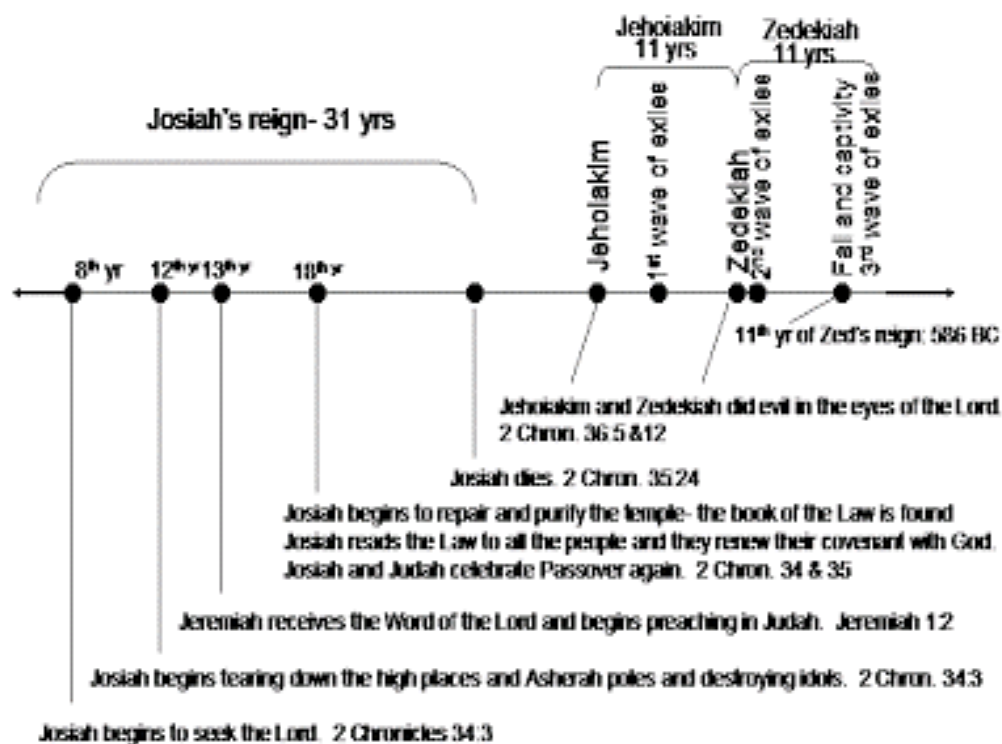 Jehoiakim
11 yrs
Zedekiah
11 yrs
Josiah's reign- 31 yrs
Jehoiakim
1st wave of exiles
Zedekiah
2nd wave of exiles
Fall and captivity
3rd wave of exiles
8th yr
12th yr
13th yr
18th yr
11th yr of Zed's reign; 586 BC
Jehoiakim and Zedekiah did evil in the eyes of the Lord.
2 Chron. 36:5 &12
Josiah dies. 2 Chron. 35:24
Josiah begins to repair and purify the temple- the book of the Law is found
Josiah reads the Law to all the people and they renew their covenant with God.
Josiah and Judah celebrate Passover again. 2 Chron. 34 & 35
Jeremiah receives the Word of the Lord and begins preaching in Judah. Jeremiah 1:2
Josiah begins tearing down the high places and Asherah poles and destroying idols. 2 Chron. 34:3
Josiah begins to seek the Lord. 2 Chronicles 34:3